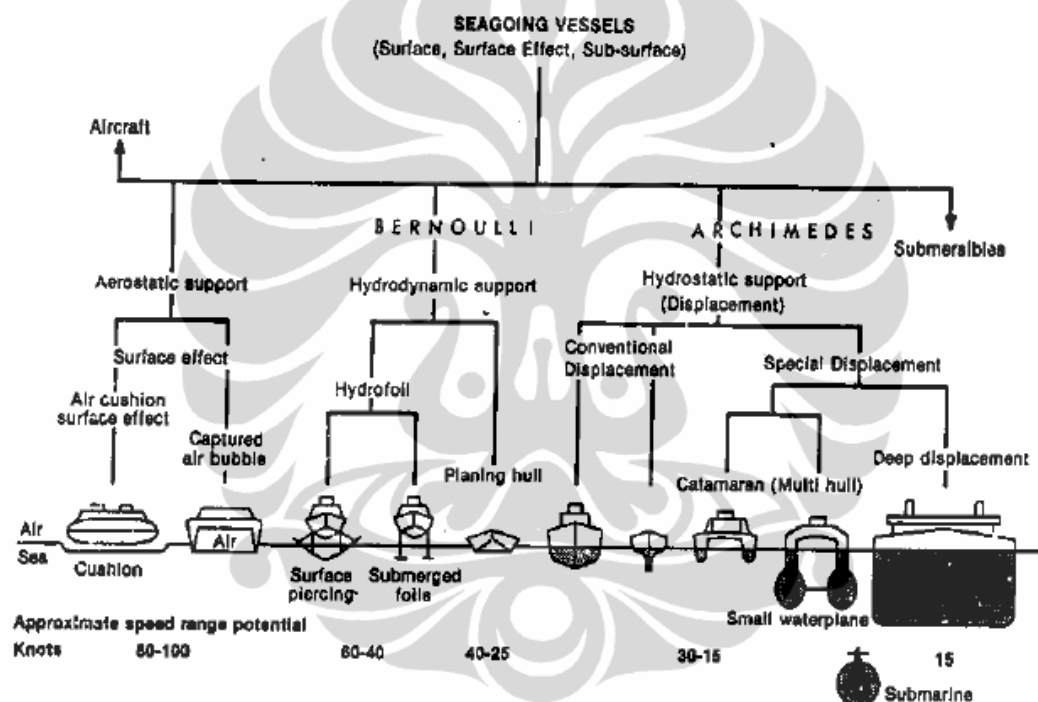 SEAGOING VESSELS
(Surface, Surface Effect, Sub-surface)
Aircraft
BERNOULLI
ARCHIMEDES
Submersibles
Aerostatic support
Hydrodynamic support
Hydrostatic support
(Displacement)
Surface effect
Conventional
Displacement
Special Displacement
Hydrofoil
Air cushion
surface effect
Captured
air bubble
Planing hull
Catamaran (Multi hull)
Deep displacement
Air
Sea
Air
Cushion
Surface
piercing
Submerged
foils
Small waterplane
Approximate speed range potential
Knots 80-100 60-40 40-25 30-15 15
Submarine